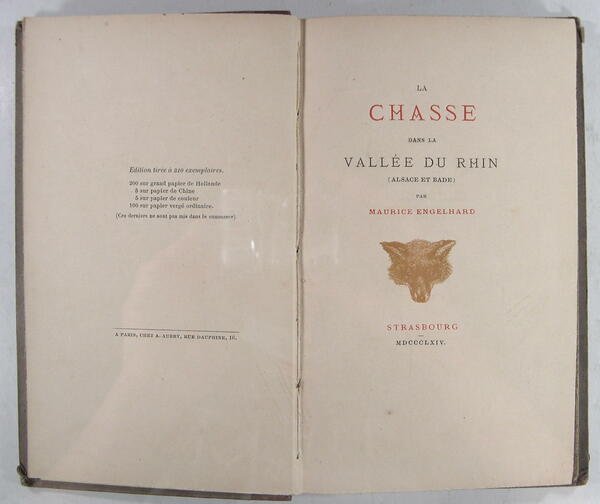 Edition tirée à 210 exemplaires.
200 sur grand papier de Hollande
5 sur papier de Chine
5 sur papier de couleur
100 sur papier vergé ordinaire.
(Ces derniers ne sont pas mis dans le commerce).
A PARIS, CHEZ A. AUBRY, RUE DAUPHINE, 16.
LA
CHASSE
DANS LA
VALLÉE DU RHIN
(ALSACE ET BADE)
PAR
MAURICE ENGELHARD
STRASBOURG
MDCCCLXIV.